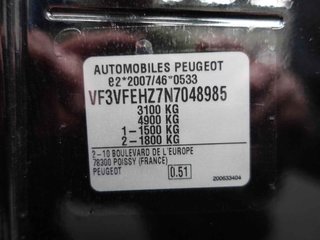 AUTOMOBILES PEUGEOT
e2*2007/46*0533
VF3VFEHZ7N7048985
3100 KG
4900 KG
1-1500 KG
2-1800 KG
2-10 BOULEVARD DE L'EUROPE
78300 POISSY (FRANCE)
PEUGEOT
0.51
200633404